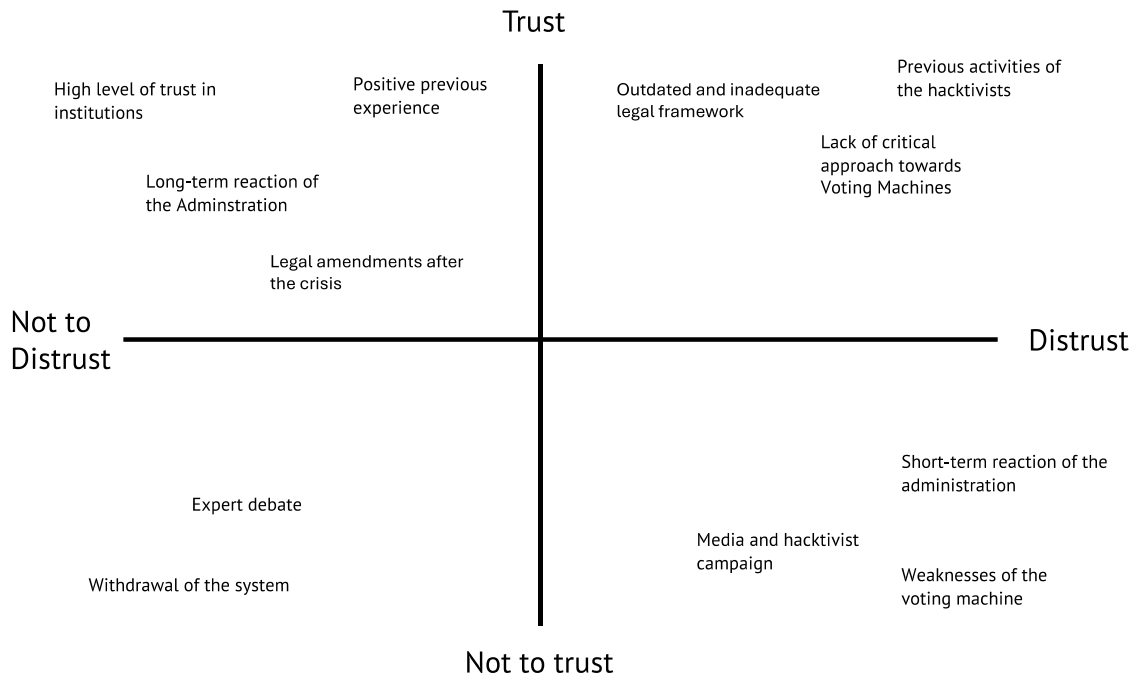 Trust
High level of trust in
institutions
Positive previous
experience
Outdated and inadequate
legal framework
Previous activities of
the hacktivists
Lack of critical
approach towards
Voting Machines
Long-term reaction of
the Adminstration
Legal amendments after
the crisis
Not to
Distrust
Distrust
Short-term reaction of the
administration
Expert debate
Media and hacktivist
campaign
Withdrawal of the system
Weaknesses of the
voting machine
Not to trust